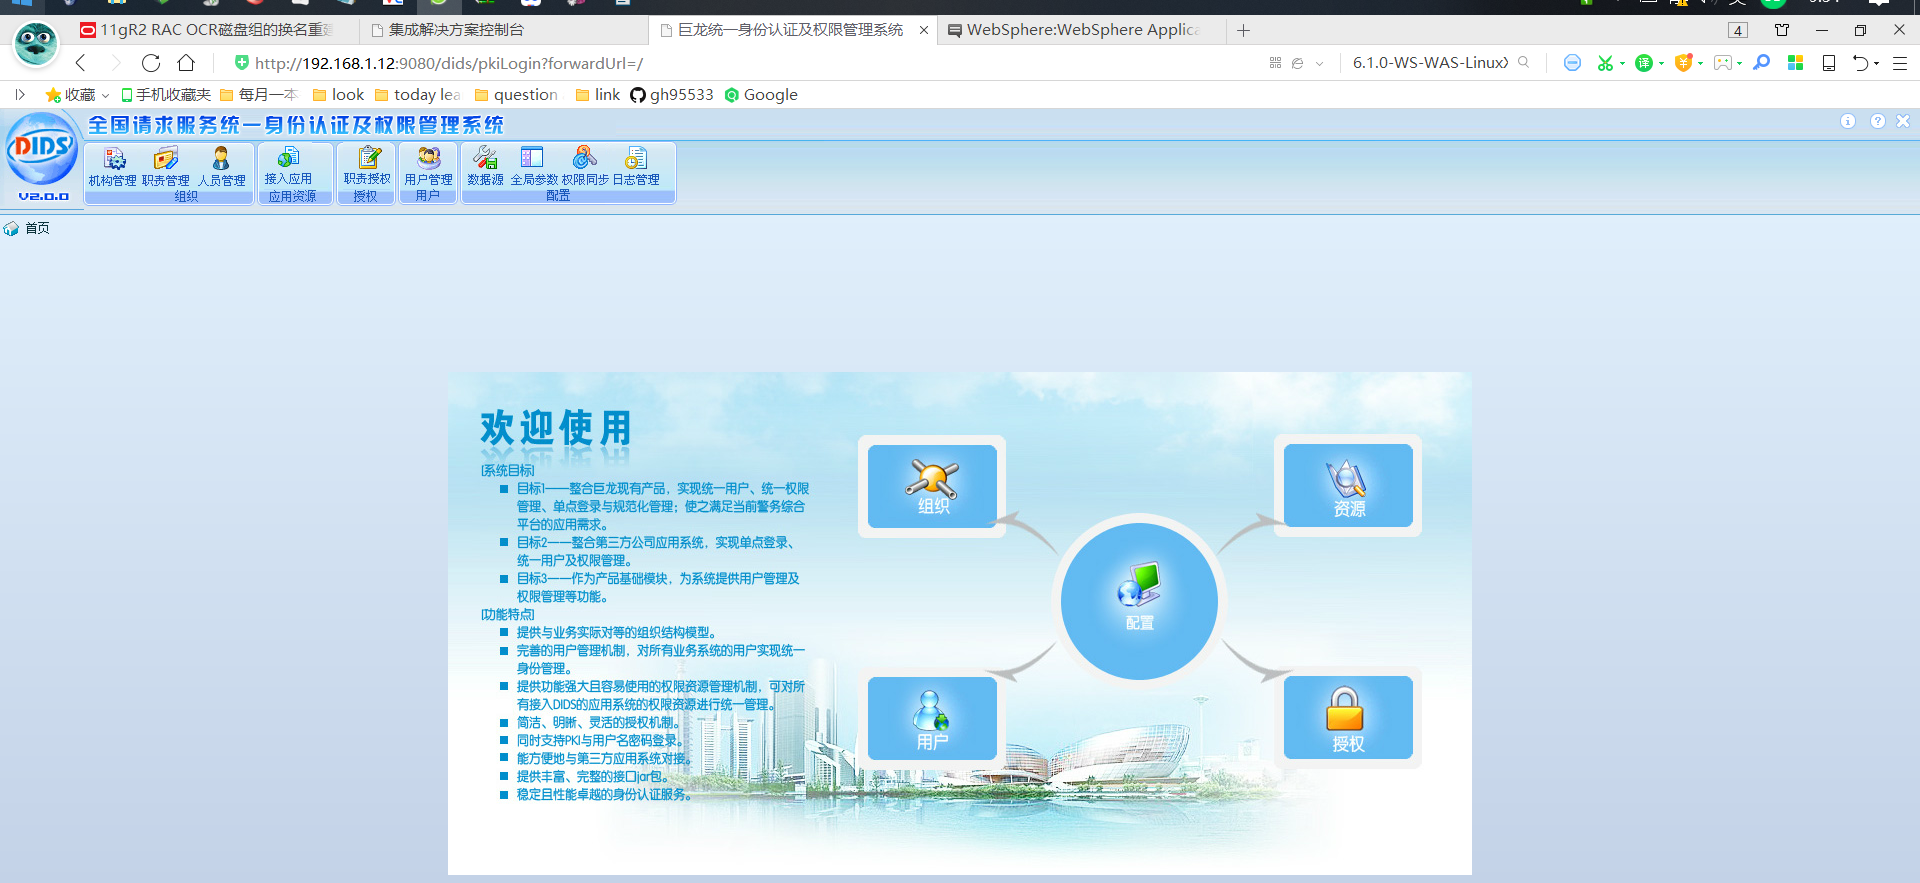 11gR2 RAC OCR磁盘组的换名重建
集成解决方案控制台
巨龙统一身份认证及权限管理系统
WebSphere:WebSphere Applica
4
http://192.168.1.12:9080/dids/pkiLogin?forwardUrl=/
6.1.0-WS-WAS-LinuxX
译
收藏
手机收藏夹
每月一本
look
today lea
question
link
gh95533
Google
DIDS
V2.0.0
全国请求服务统一身份认证及权限管理系统
机构管理
职责管理
人员管理
组织
接入应用
应用资源
职责授权
授权
用户管理
用户
数据源
全局参数
权限同步
日志管理
配置
首页
欢迎使用
[系统目标]
目标1——整合巨龙现有产品，实现统一用户、统一权限
管理、单点登录与规范化管理；使之满足当前警务综合
平台的应用需求。
目标2——整合第三方公司应用系统，实现单点登录、
统一用户及权限管理。
目标3——作为产品基础模块，为系统提供用户管理及
权限管理等功能。
[功能特点]
提供与业务实际对等的组织结构模型。
完善的用户管理机制，对所有业务系统的用户实现统一
身份管理。
提供功能强大且容易使用的权限资源管理机制，可对所
有接入DIDS的应用系统的权限资源进行统一管理。
简洁、明晰、灵活的授权机制。
同时支持PKI与用户名密码登录。
能方便地与第三方应用系统对接。
提供丰富、完整的接口jar包。
稳定且性能卓越的身份认证服务。
组织
资源
配置
用户
授权